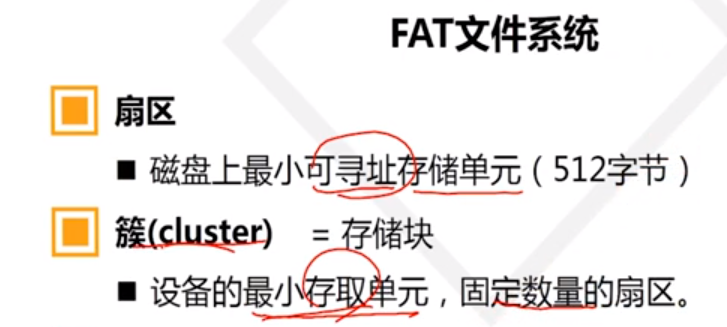 FAT文件系统
扇区
■ 磁盘上最小可寻址存储单元（512字节）
簇(cluster) = 存储块
■ 设备的最小存取单元，固定数量的扇区。